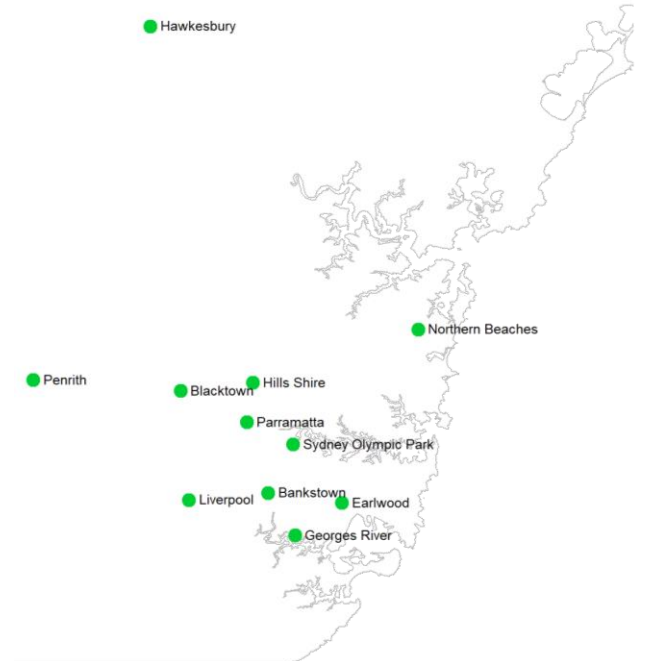 Hawkesbury
Northern Beaches
Penrith
Hills Shire
Blacktown
Parramatta
Sydney Olympic Park
Bankstown
Liverpool
Earlwood
Georges River